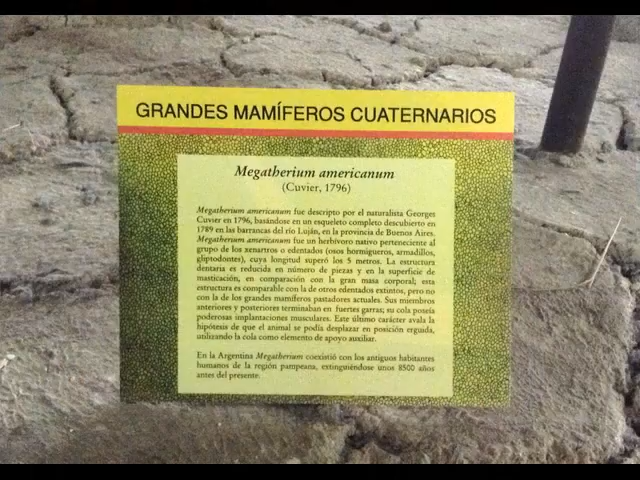 GRANDES MAMÍFEROS CUATERNARIOS
Megatherium americanum
(Cuvier, 1796)
Megatherium americanum fue descripto por el naturalista Georges
Cuvier en 1796, basándose en un esqueleto completo descubierto en
1789 en las barrancas del río Luján, en la provincia de Buenos Aires.
Megatherium americanum fue un herbívoro nativo perteneciente al
grupo de los xenartros o edentados (osos hormigueros, armadillos,
gliptodontes), cuya longitud superó los 5 metros. La estructura
dentaria es reducida en número de piezas y en la superficie de
masticación, en comparación con la gran masa corporal; esta
estructura es comparable con la de otros edentados extintos, pero no
con la de los grandes mamíferos pastadores actuales. Sus miembros
anteriores y posteriores terminaban en fuertes garras; su cola poseía
poderosas implantaciones musculares. Este último carácter avala la
hipótesis de que el animal se podía desplazar en posición erguida,
utilizando la cola como elemento de apoyo auxiliar.
En la Argentina Megatherium coexistió con los antiguos habitantes
humanos de la región pampeana, extinguiéndose unos 8500 años
antes del presente.